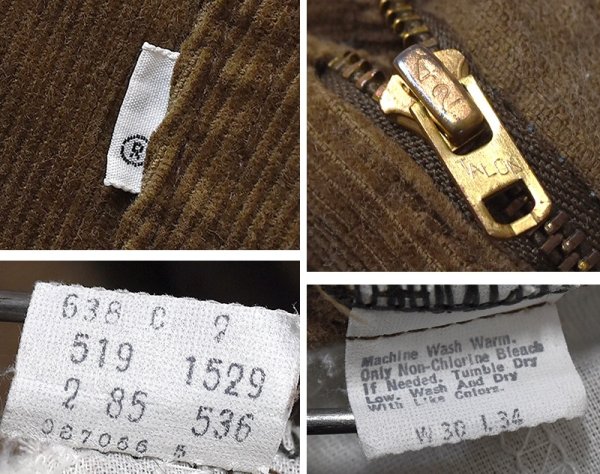 ®
VALON
638 C 2
519 1529
2 85 536
087066 5
Machine Wash Warm.
Only Non-Chlorine Bleach
If Needed. Tumble Dry
Low. Wash And Dry
With Like Colors.
W 30 L 34